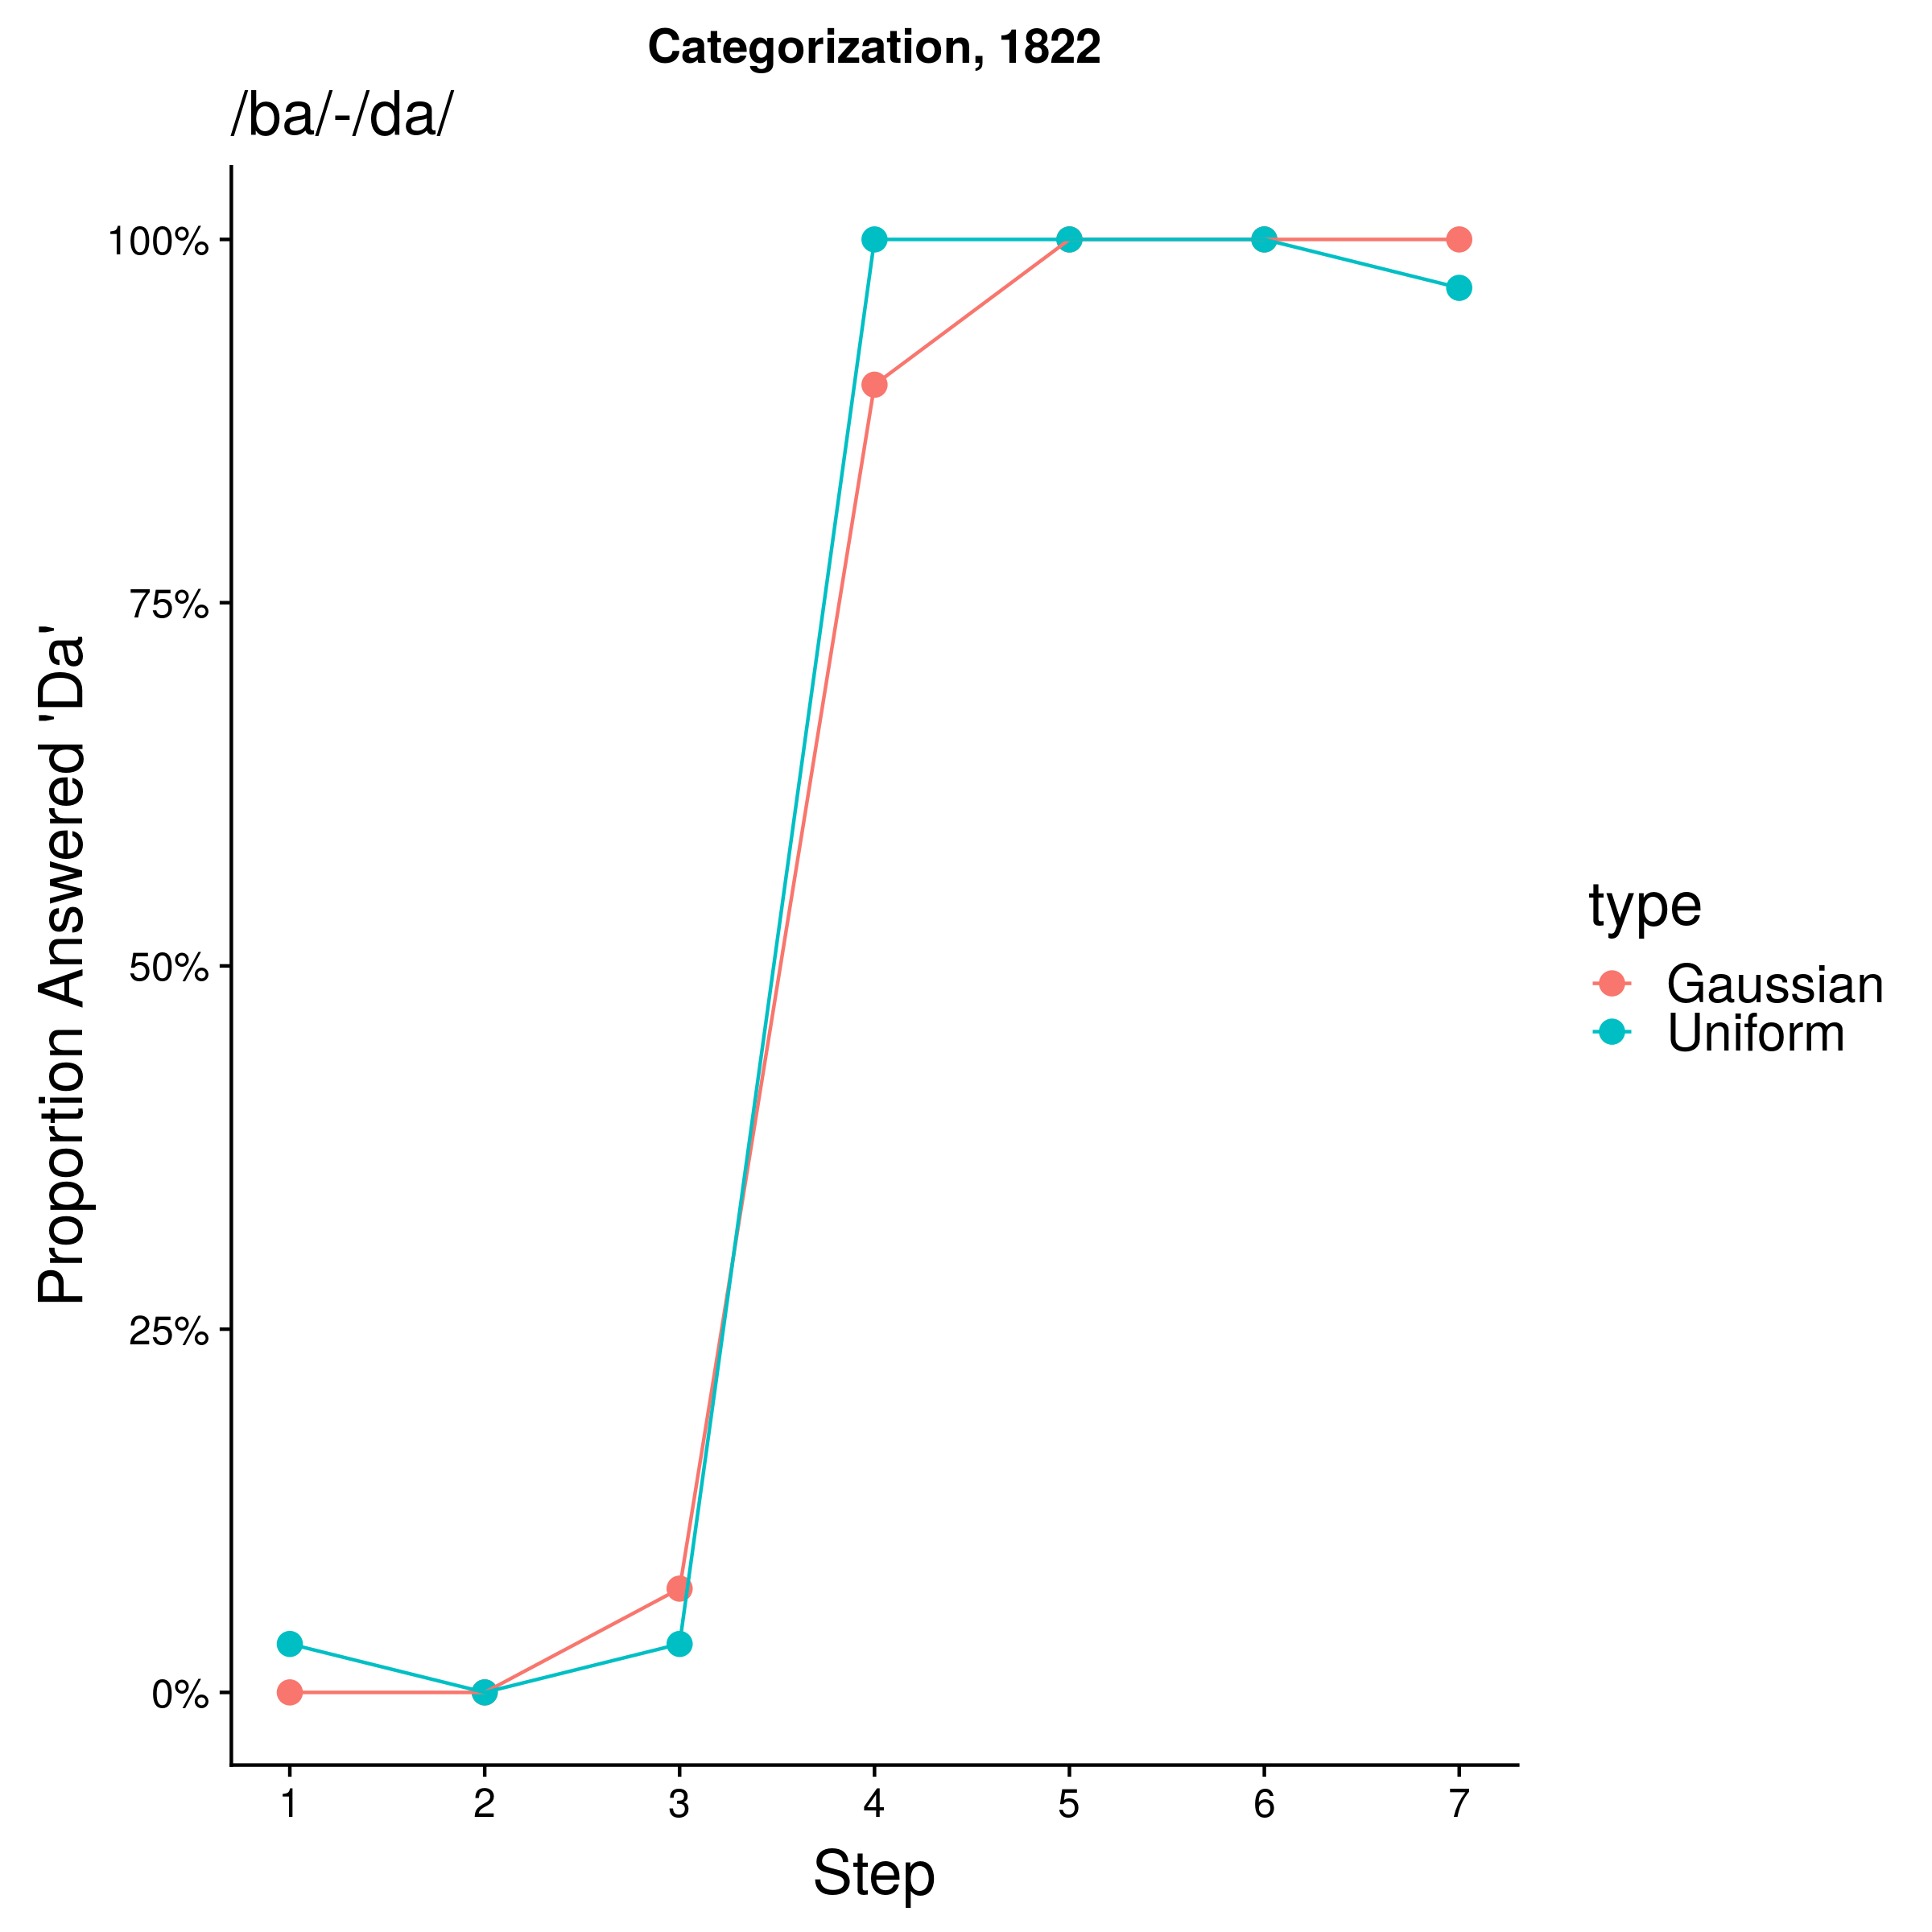 Categorization, 1822
/ba/-/da/
Proportion Answered 'Da'
100%
75%
50%
25%
0%
1 2 3 4 5 6 7
Step
type
Gaussian
Uniform